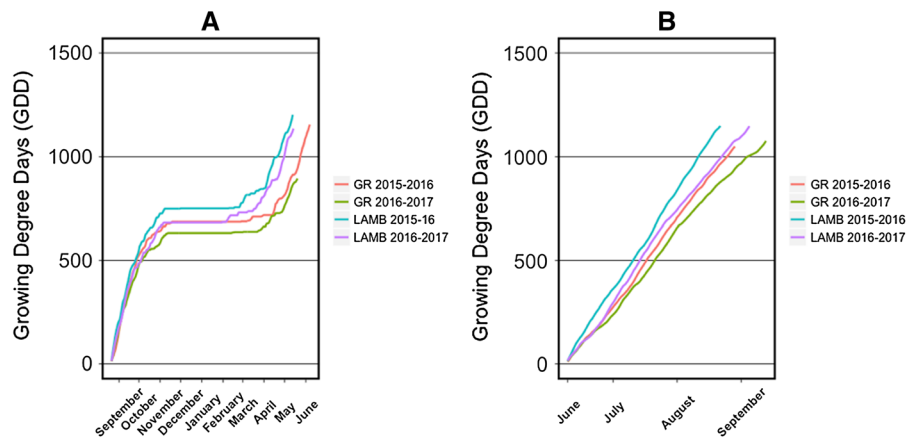 A
Growing Degree Days (GDD)
1500
1000
500
0
September
October
November
December
January
February
March
April
May
June
GR 2015-2016
GR 2016-2017
LAMB 2015-16
LAMB 2016-2017
B
Growing Degree Days (GDD)
1500
1000
500
0
June
July
August
September
GR 2015-2016
GR 2016-2017
LAMB 2015-2016
LAMB 2016-2017